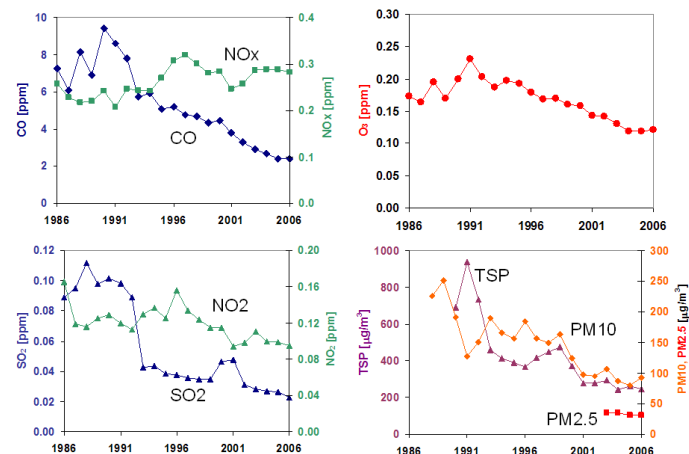 10
8
6
4
2
0
CO [ppm]
NOx
CO
0.4
0.3
0.2
0.1
0.0
NOx [ppm]
1986 1991 1996 2001 2006
0.30
0.25
0.20
0.15
0.10
0.05
0.00
O₃ [ppm]
1986 1991 1996 2001 2006
0.12
0.10
0.08
0.06
0.04
0.02
0.00
SO₂ [ppm]
NO2
SO2
0.20
0.16
0.12
0.08
0.04
0.00
NO₂ [ppm]
1986 1991 1996 2001 2006
1000
800
600
400
200
0
TSP [µg/m³]
TSP
PM10
PM2.5
300
250
200
150
100
50
0
PM10, PM2.5 [µg/m³]
1986 1991 1996 2001 2006